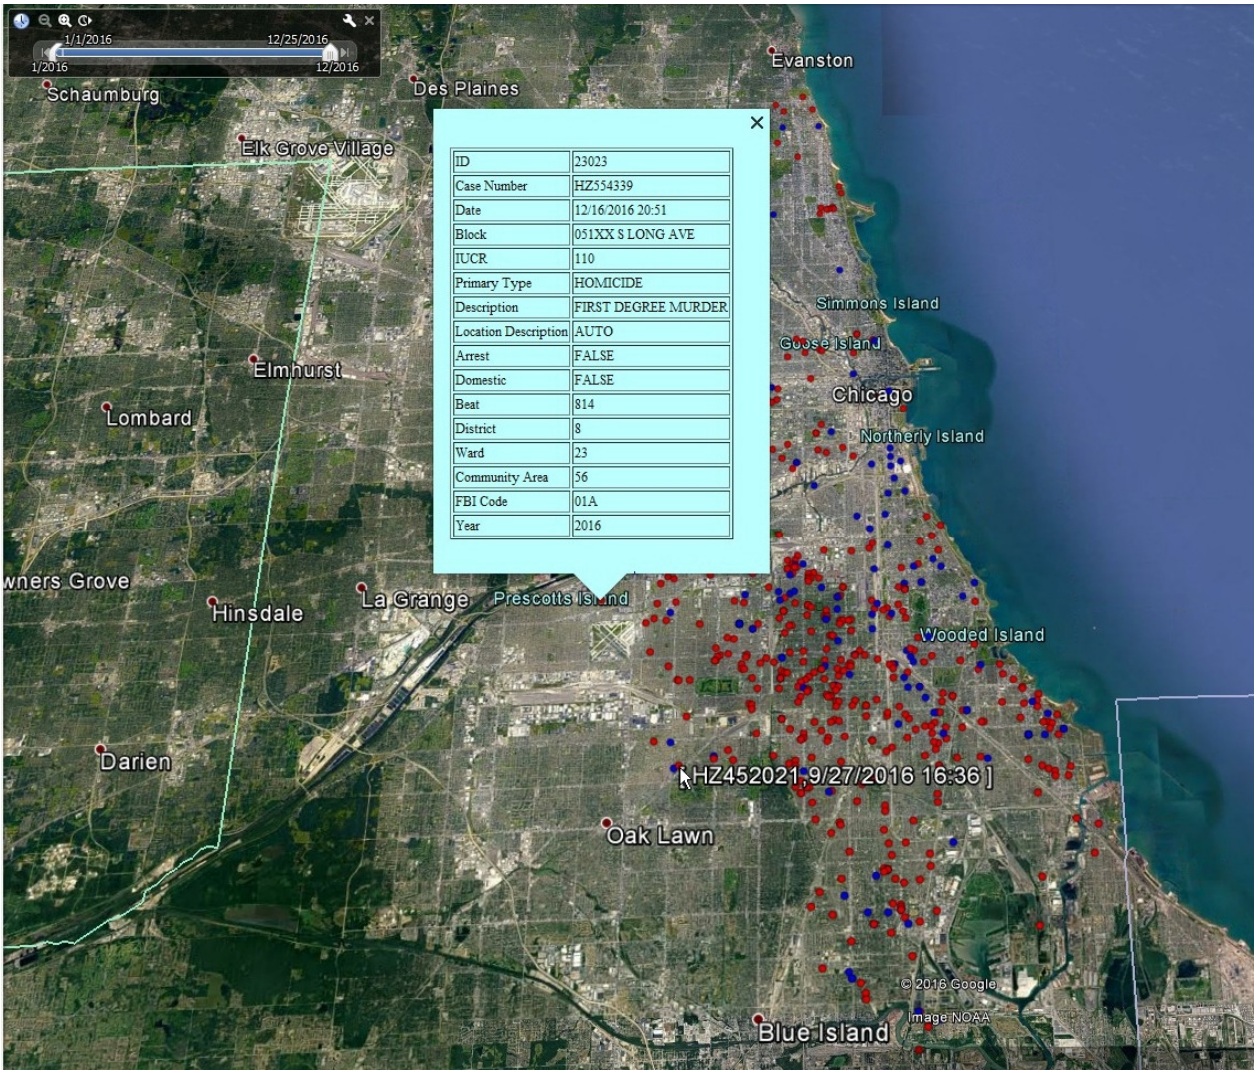 1/1/2016 12/25/2016
1/2016 12/2016
Evanston
Schaumburg
Des Plaines
Elk Grove Village
ID 23023
Case Number HZ554339
Date 12/16/2016 20:51
Block 051XX S LONG AVE
IUCR 110
Primary Type HOMICIDE
Description FIRST DEGREE MURDER
Location Description AUTO
Arrest FALSE
Domestic FALSE
Beat 814
District 8
Ward 23
Community Area 56
FBI Code 01A
Year 2016
Simmons Island
Goose Island
Elmhurst
Chicago
Lombard
Northerly Island
wners Grove
La Grange
Prescotts Island
Hinsdale
Wooded Island
Darien
[ HZ452021,9/27/2016 16:36 ]
Oak Lawn
© 2016 Google
Image NOAA
Blue Island